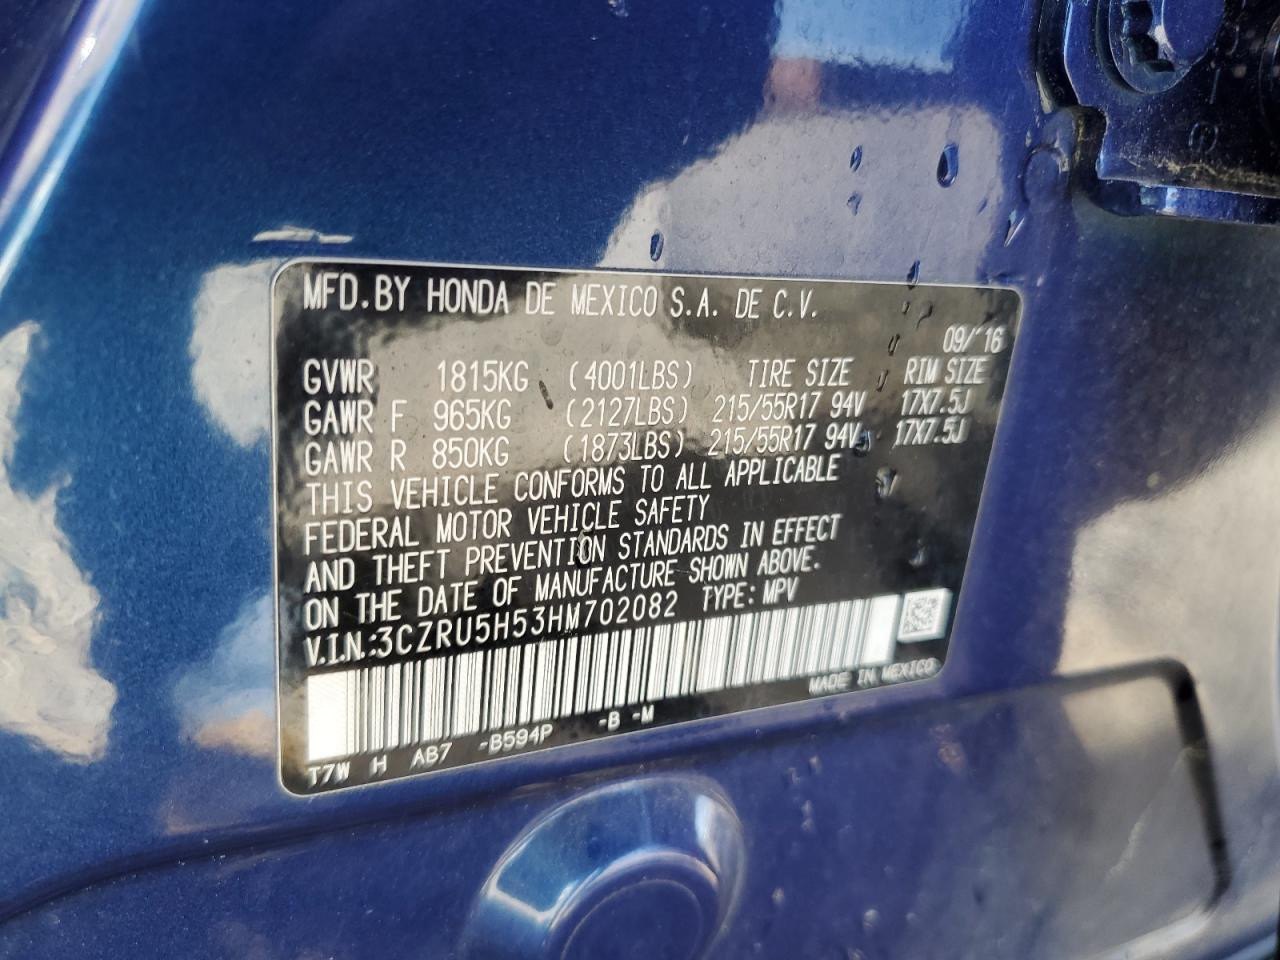 MFD. BY HONDA DE MEXICO S.A. DE C.V.
09/'16
GVWR 1815KG (4001LBS) TIRE SIZE RIM SIZE
GAWR F 965KG (2127LBS) 215/55R17 94V 17X7.5J
GAWR R 850KG (1873LBS) 215/55R17 94V 17X7.5J
THIS VEHICLE CONFORMS TO ALL APPLICABLE
FEDERAL MOTOR VEHICLE SAFETY
AND THEFT PREVENTION STANDARDS IN EFFECT
ON THE DATE OF MANUFACTURE SHOWN ABOVE.
V.I.N.:3CZRU5H53HM702082 TYPE: MPV
MADE IN MEXICO
T7W H AB7 -B594P -B -M